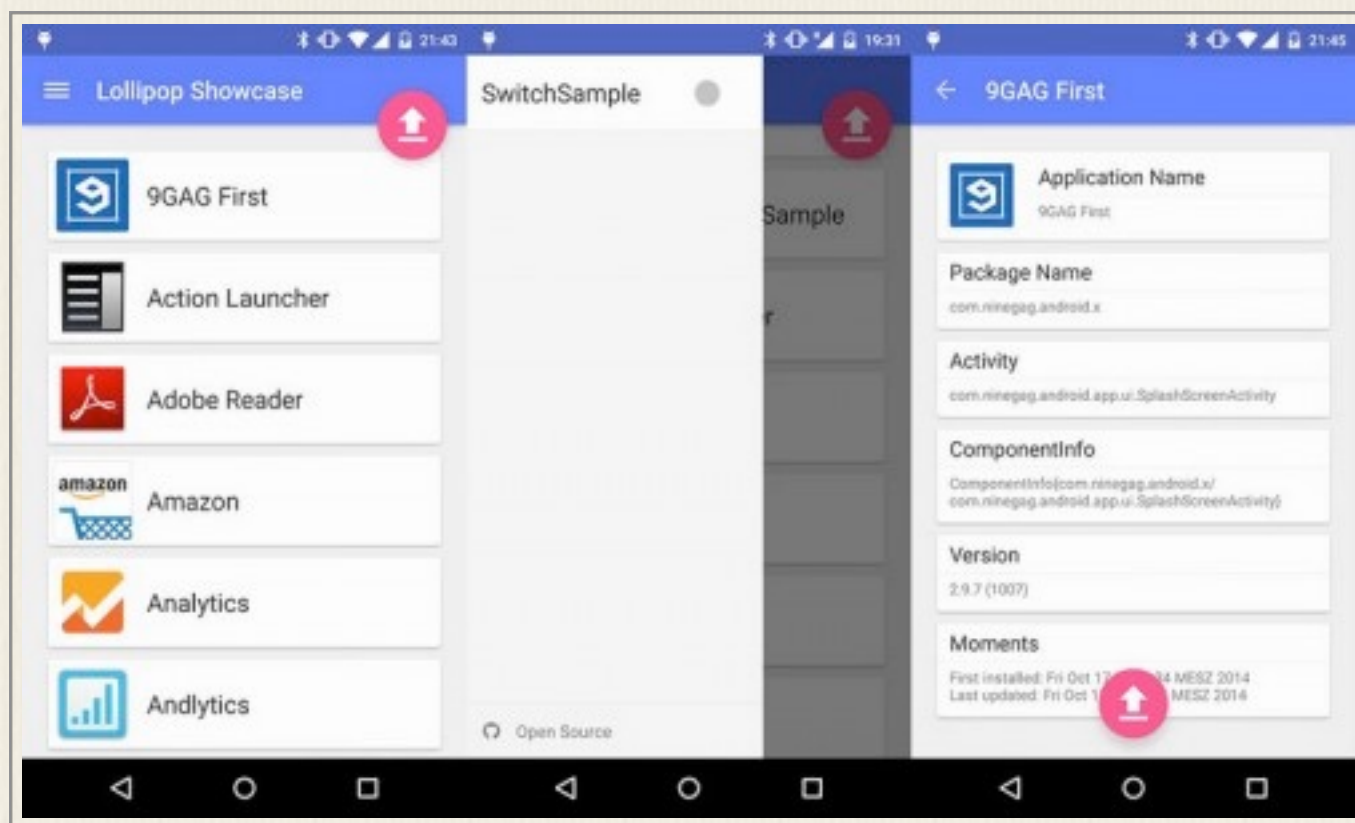 21:43
Lollipop Showcase
9GAG First
Action Launcher
Adobe Reader
amazon
Amazon
Analytics
Andlytics
19:31
SwitchSample
Sample
r
Open Source
21:45
9GAG First
Application Name
9GAG First
Package Name
com.ninegag.android.x
Activity
com.ninegag.android.app.ui.SplashScreenActivity
ComponentInfo
ComponentInfo{com.ninegag.android.x/
com.ninegag.android.app.ui.SplashScreenActivity}
Version
2.9.7 (1007)
Moments
First installed: Fri Oct 17 MESZ 2014
Last updated: Fri Oct MESZ 2014